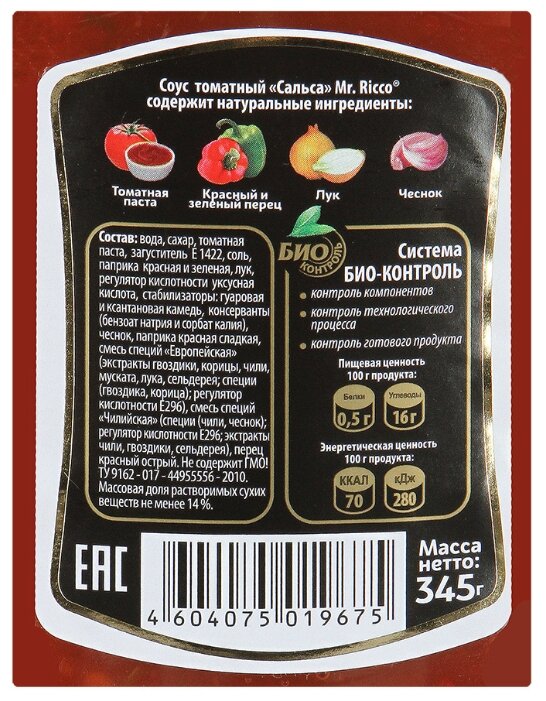 Соус томатный «Сальса» Mr. Ricco®
содержит натуральные ингредиенты:
Томатная
паста
Красный и
зелёный перец
Лук
Чеснок
Состав: вода, сахар, томатная
паста, загуститель Е 1422, соль,
паприка красная и зеленая, лук,
регулятор кислотности уксусная
кислота, стабилизаторы: гуаровая
и ксантановая камедь, консерванты
(бензоат натрия и сорбат калия),
чеснок, паприка красная сладкая,
смесь специй «Европейская»
(экстракты гвоздики, корицы, чили,
муската, лука, сельдерея; специи
(гвоздика, корица); регулятор
кислотности Е296), смесь специй
«Чилийская» (специи (чили, чеснок);
регулятор кислотности Е296; экстракты
чили, гвоздики, сельдерея), перец
красный острый. Не содержит ГМО!
ТУ 9162 - 017 - 44955556 - 2010.
Массовая доля растворимых сухих
веществ не менее 14 %.
БИО
КОНТРОЛЬ
Система
БИО-КОНТРОЛЬ
• контроль компонентов
• контроль технологического
процесса
• контроль готового продукта
Пищевая ценность
100 г продукта:
Белки
0,5 г
Углеводы
16 г
Энергетическая ценность
100 г продукта:
ККАЛ
70
кДж
280
ЕАС
4 604075 019675
Масса
нетто:
345г